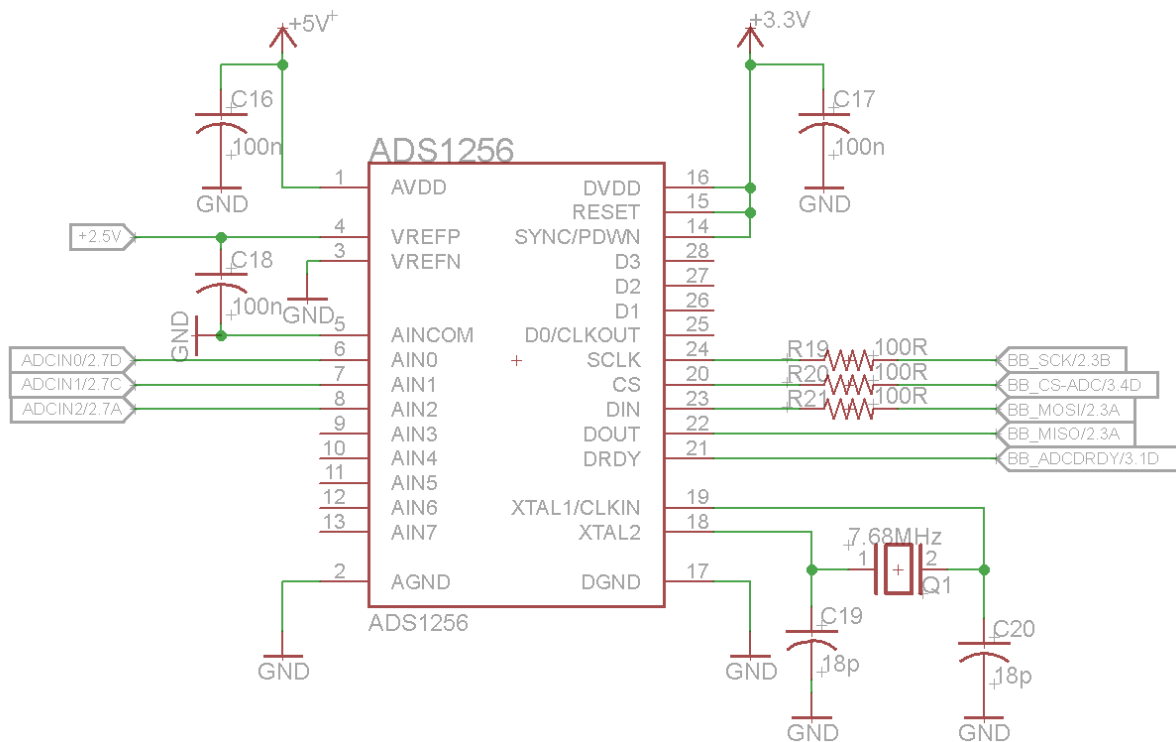 +5V
+3.3V
C16
100n
GND
C17
100n
GND
ADS1256
1 AVDD
DVDD 16
RESET 15
+2.5V
4 VREFP
SYNC/PDWN 14
3 VREFN
D3 28
C18
100n
GND
D2 27
D1 26
GND
5 AINCOM
D0/CLKOUT 25
ADCIN0/2.7D
6 AIN0
SCLK 24
R19 100R
BB_SCK/2.3B
ADCIN1/2.7C
7 AIN1
CS 20
R20 100R
BB_CS-ADC/3.4D
ADCIN2/2.7A
8 AIN2
DIN 23
R21 100R
BB_MOSI/2.3A
9 AIN3
DOUT 22
BB_MISO/2.3A
10 AIN4
DRDY 21
BB_ADCDRDY/3.1D
11 AIN5
12 AIN6
XTAL1/CLKIN 19
13 AIN7
XTAL2 18
7.68MHz
1 2
Q1
2 AGND
DGND 17
ADS1256
GND
GND
C19
18p
GND
C20
18p
GND